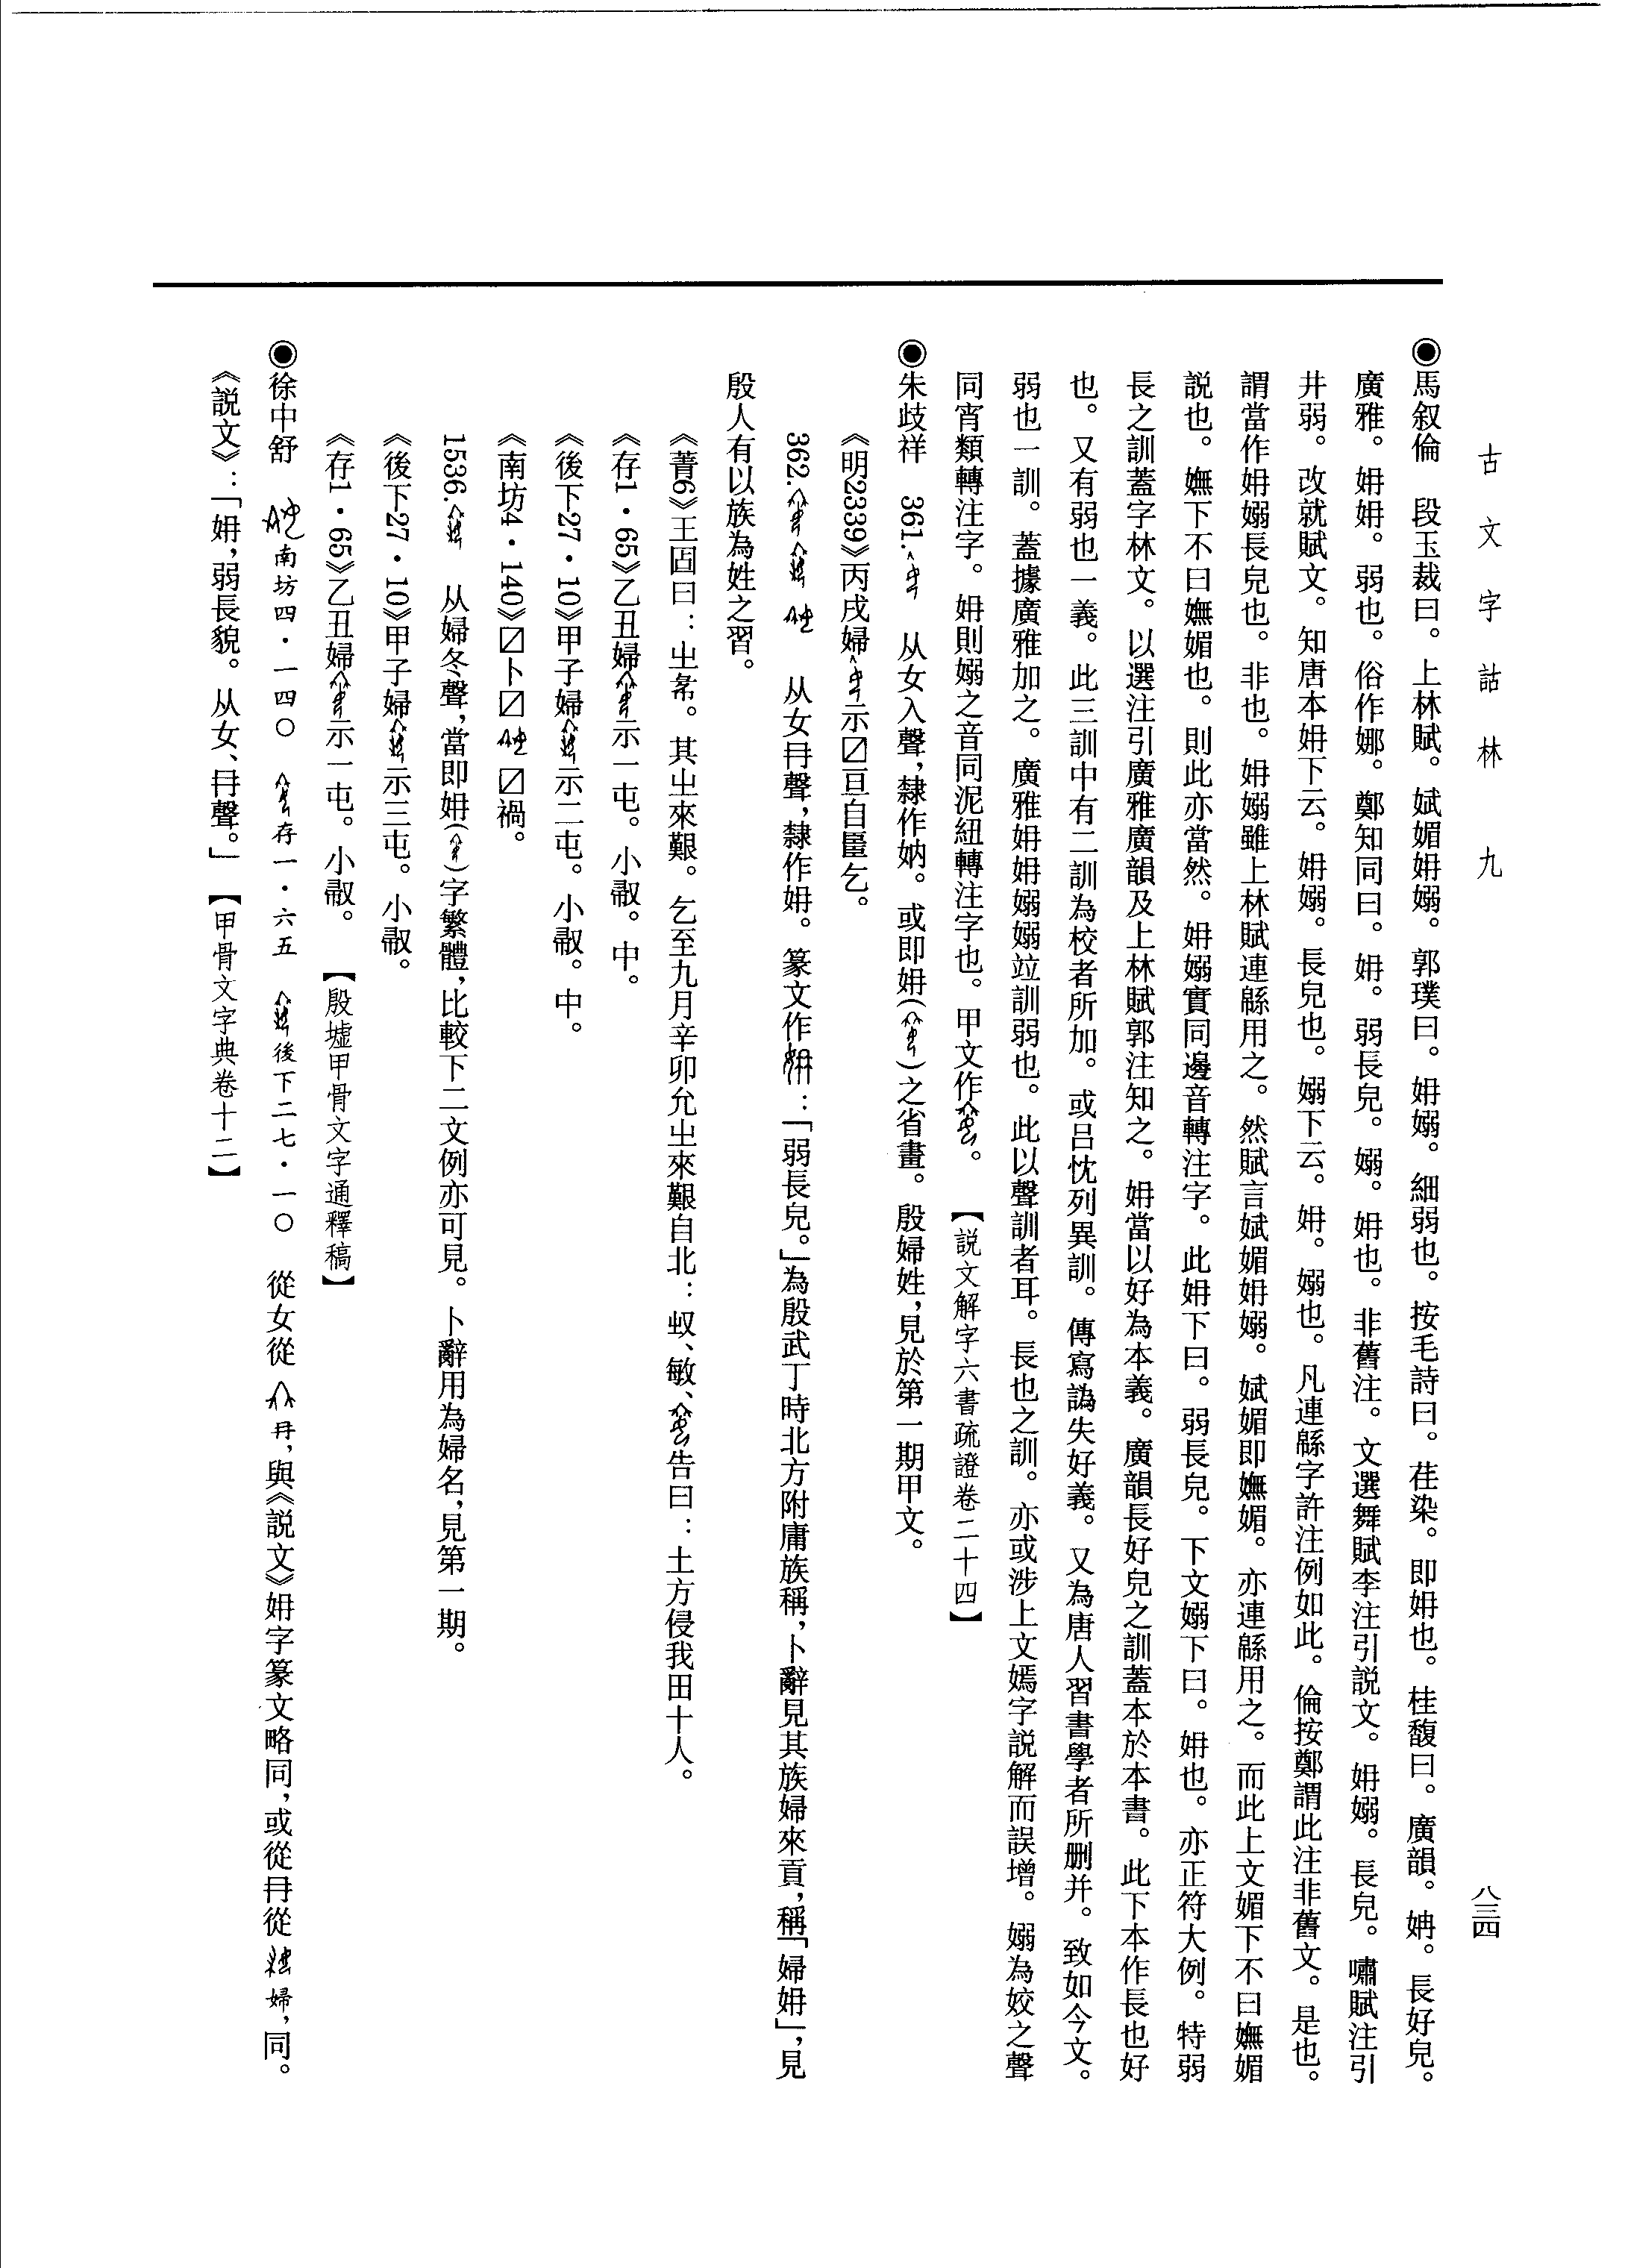 古文字詁林　九
八三四
◉馬叙倫　段玉裁曰。上林賦。娬媚姌嫋。郭璞曰。姌嫋。細弱也。按毛詩曰。荏染。即姌也。桂馥曰。廣韻。姌。長好皃。
廣雅。姌姌。弱也。俗作娜。鄭知同曰。姌。弱長皃。嫋。姌也。非舊注。文選舞賦李注引説文。姌嫋。長皃。嘯賦注引
并弱。改就賦文。知唐本姌下云。姌嫋。長皃也。嫋下云。姌。嫋也。凡連緜字許注例如此。倫按鄭謂此注非舊文。是也。
謂當作姌嫋長皃也。非也。姌嫋雖上林賦連緜用之。然賦言娬媚姌嫋。娬媚即嫵媚。亦連緜用之。而此上文媚下不曰嫵媚
説也。嫵下不曰嫵媚也。則此亦當然。姌嫋實同邊音轉注字。此姌下曰。弱長皃。下文嫋下曰。姌也。亦正符大例。特弱
長之訓蓋字林文。以選注引廣雅廣韻及上林賦郭注知之。姌當以好為本義。廣韻長好皃之訓蓋本於本書。此下本作長也好
也。又有弱也一義。此三訓中有二訓為校者所加。或吕忱列異訓。傳寫譌失好義。又為唐人習書學者所删并。致如今文。
弱也一訓。蓋據廣雅加之。廣雅姌姌嫋嫋竝訓弱也。此以聲訓者耳。長也之訓。亦或涉上文嫣字説解而誤增。嫋為姣之聲
同宵類轉注字。姌則嫋之音同泥紐轉注字也。甲文作。【説文解字六書疏證卷二十四】
◉朱歧祥　361.　从女入聲，隸作妠。或即姌（）之省畫。殷婦姓，見於第一期甲文。
《明2339》丙戌婦示〼亘自乞。
362.　从女冄聲，隸作姌。篆文作：「弱長皃。」為殷武丁時北方附庸族稱，卜辭見其族婦來貢，稱「婦姌」，見
殷人有以族為姓之習。
《菁6》王固曰：㞢希。其㞢來艱。乞至九月辛卯允㞢來艱自北：㚢、敏、告曰：土方侵我田十人。
《存1·65》乙丑婦示一屯。小㱿。中。
《後下27·10》甲子婦示二屯。小㱿。中。
《南坊4·140》〼卜〼〼禍。
1536.　从婦冬聲，當即姌（）字繁體，比較下二文例亦可見。卜辭用為婦名，見第一期。
《後下27·10》甲子婦示三屯。小㱿。
《存1·65》乙丑婦示一屯。小㱿。【殷墟甲骨文字通釋稿】
◉徐中舒　南坊四·一四〇　存一·六五　後下二七·一〇　從女從冄，與《説文》姌字篆文略同，或從冄從婦，同。
《説文》：「姌，弱長貌。从女、冄聲。」【甲骨文字典卷十二】